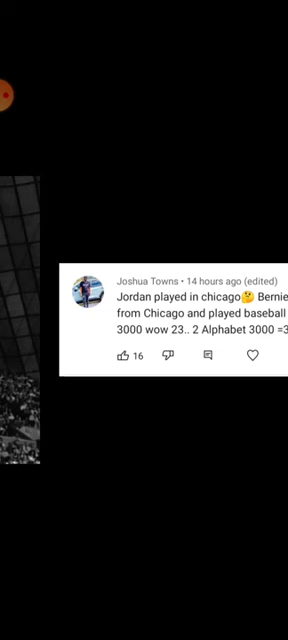 Joshua Towns • 14 hours ago (edited)
Jordan played in chicago🤔 Bernie
from Chicago and played baseball
3000 wow 23.. 2 Alphabet 3000 =3
16